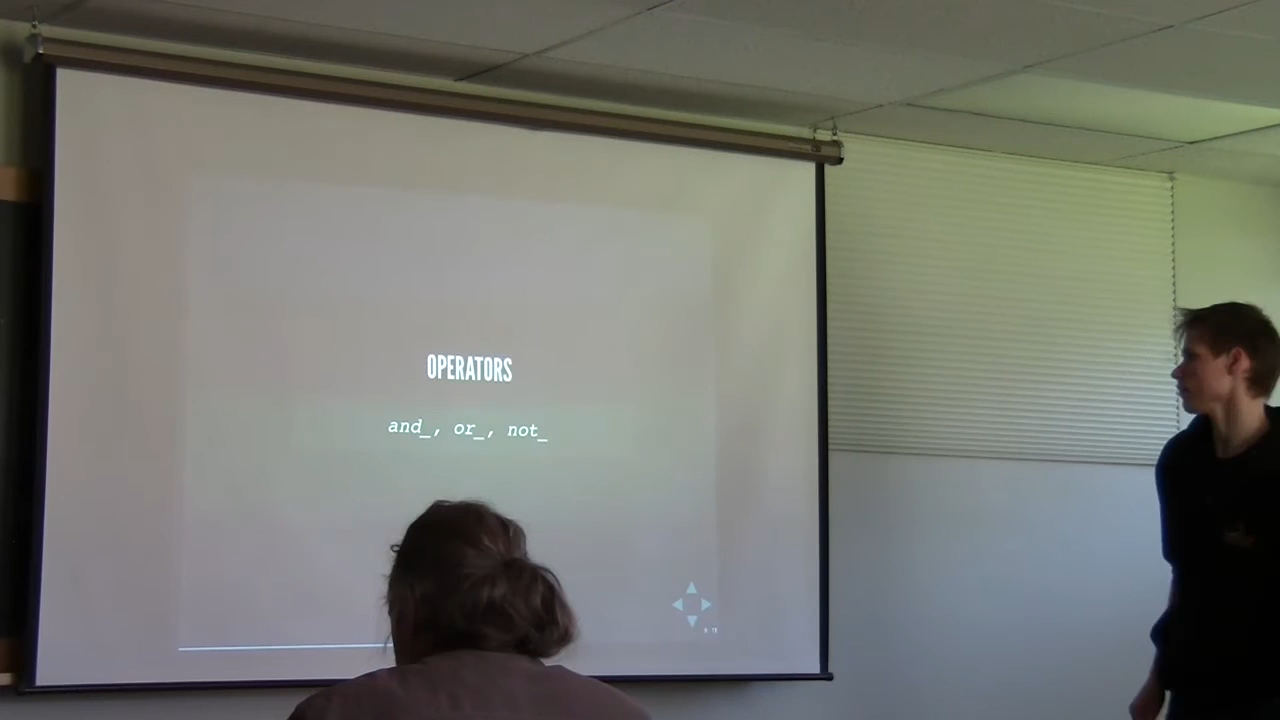 OPERATORS
and_, or_, not_